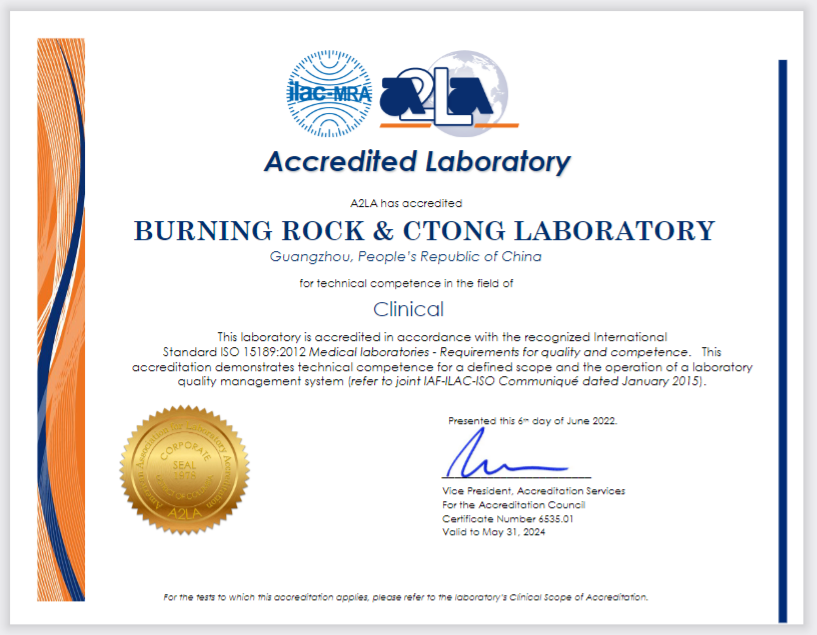 ilac-MRA
A2LA
Accredited Laboratory
A2LA has accredited
BURNING ROCK & CTONG LABORATORY
Guangzhou, People's Republic of China
for technical competence in the field of
Clinical
This laboratory is accredited in accordance with the recognized International
Standard ISO 15189:2012 Medical laboratories - Requirements for quality and competence. This
accreditation demonstrates technical competence for a defined scope and the operation of a laboratory
quality management system (refer to joint IAF-ILAC-ISO Communiqué dated January 2015).
American Association for Laboratory Accreditation
CORPORATE
SEAL
1978
A2LA
Presented this 6th day of June 2022.
Vice President, Accreditation Services
For the Accreditation Council
Certificate Number 6535.01
Valid to May 31, 2024
For the tests to which this accreditation applies, please refer to the laboratory's Clinical Scope of Accreditation.